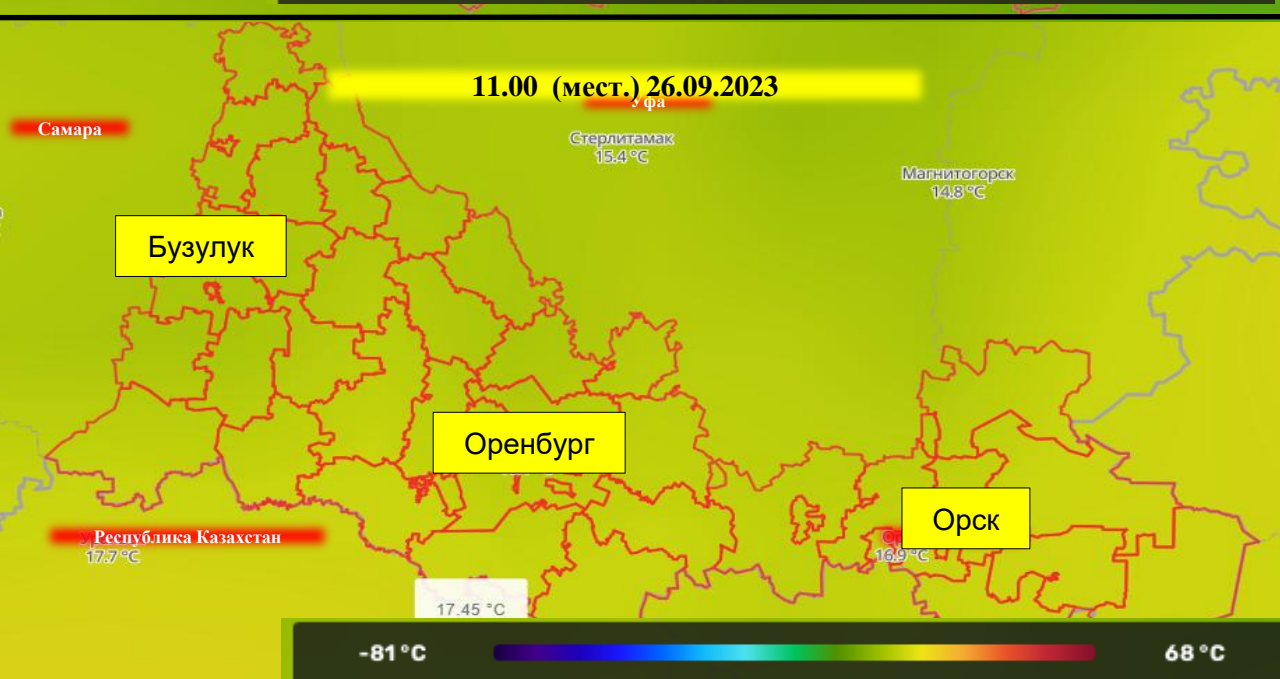 11.00 (мест.) 26.09.2023
Уфа
Самара
Стерлитамак
15.4 °C
Магнитогорск
14.8 °C
Бузулук
Оренбург
Орск
Республика Казахстан
17.7 °C
16.9 °C
17.45 °C
-81 °C
68 °C